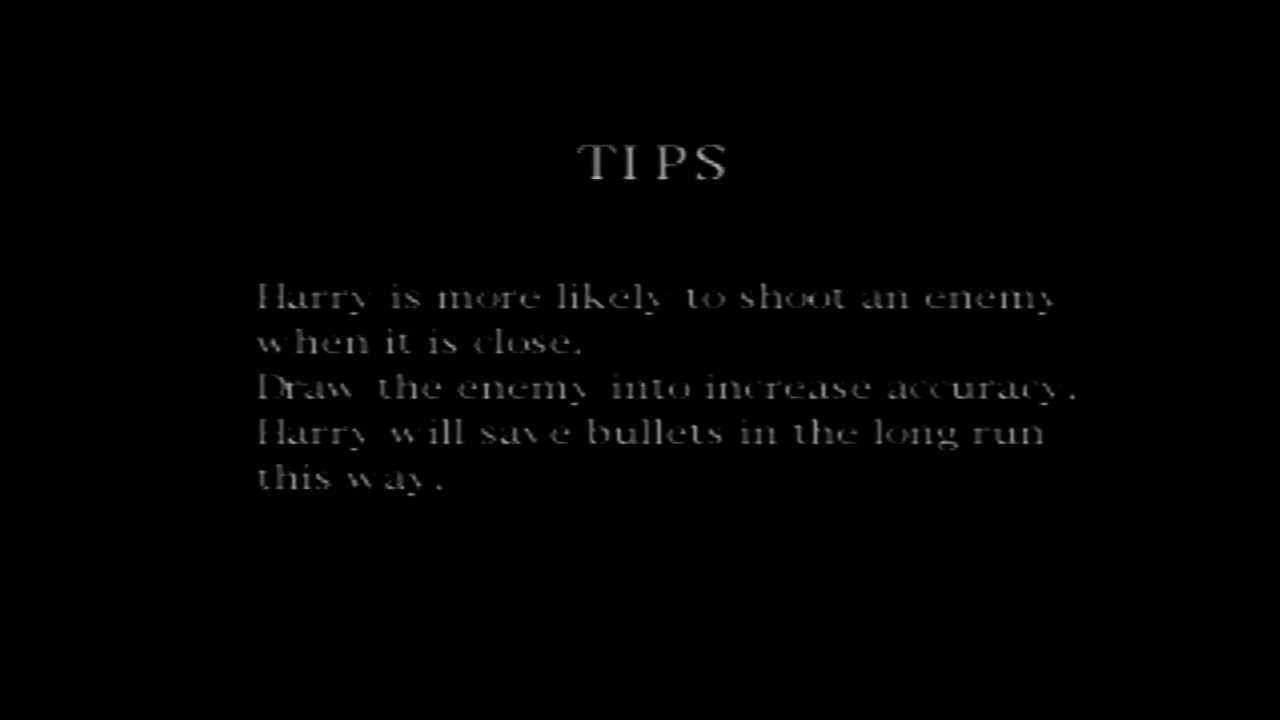 TIPS
Harry is more likely to shoot an enemy
when it is close.
Draw the enemy into increase accuracy.
Harry will save bullets in the long run
this way.